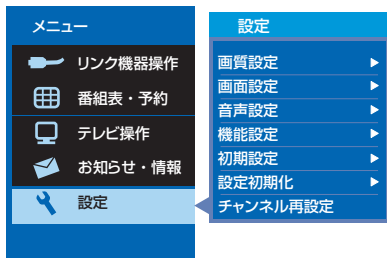 メニュー
リンク機器操作
番組表・予約
テレビ操作
お知らせ・情報
設定
設定
画質設定
画面設定
音声設定
機能設定
初期設定
設定初期化
チャンネル再設定